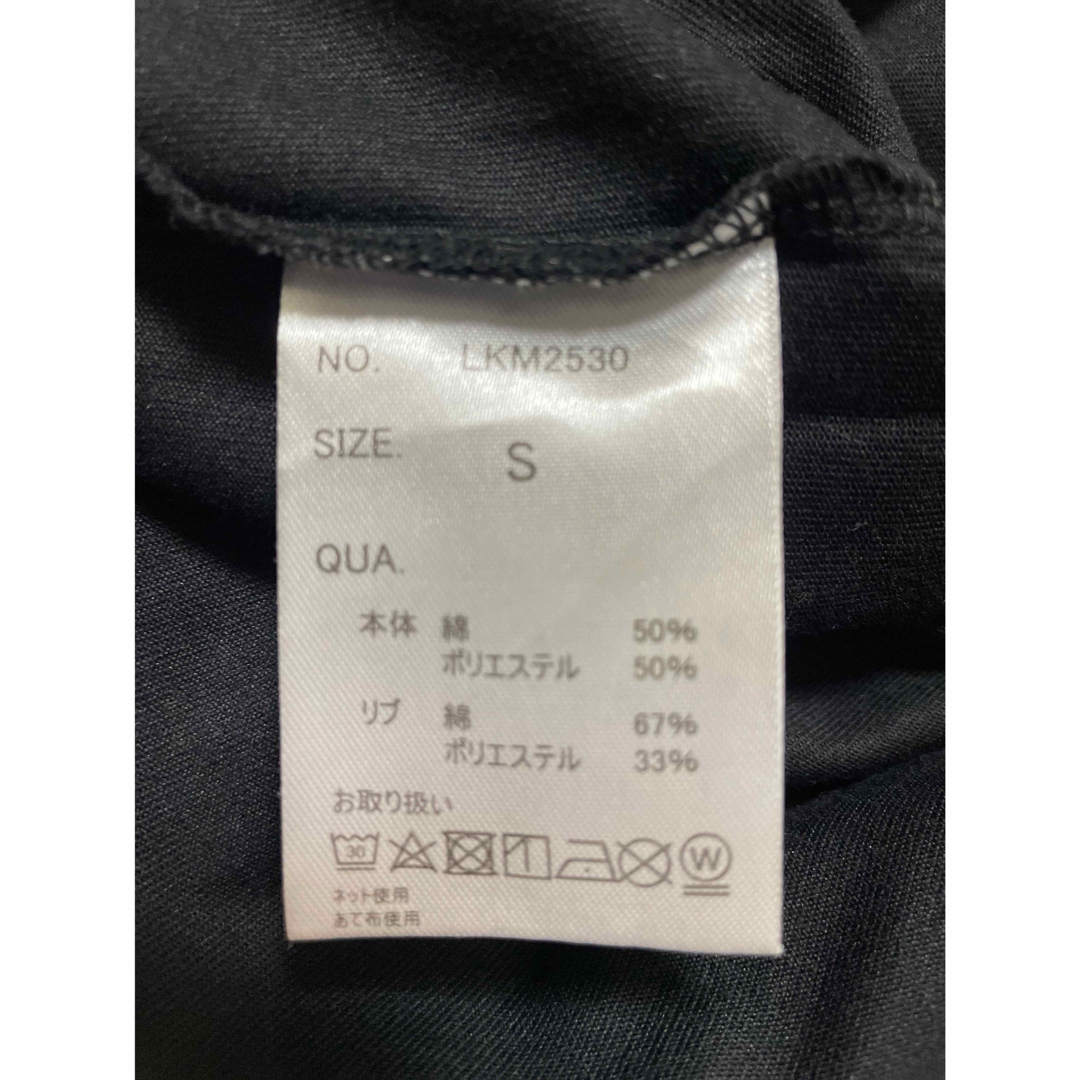 NO. LKM2530
SIZE. S
QUA.
本体 綿 50%
ポリエステル 50%
リブ 綿 67%
ポリエステル 33%
お取り扱い
30 W
ネット使用
あて布使用